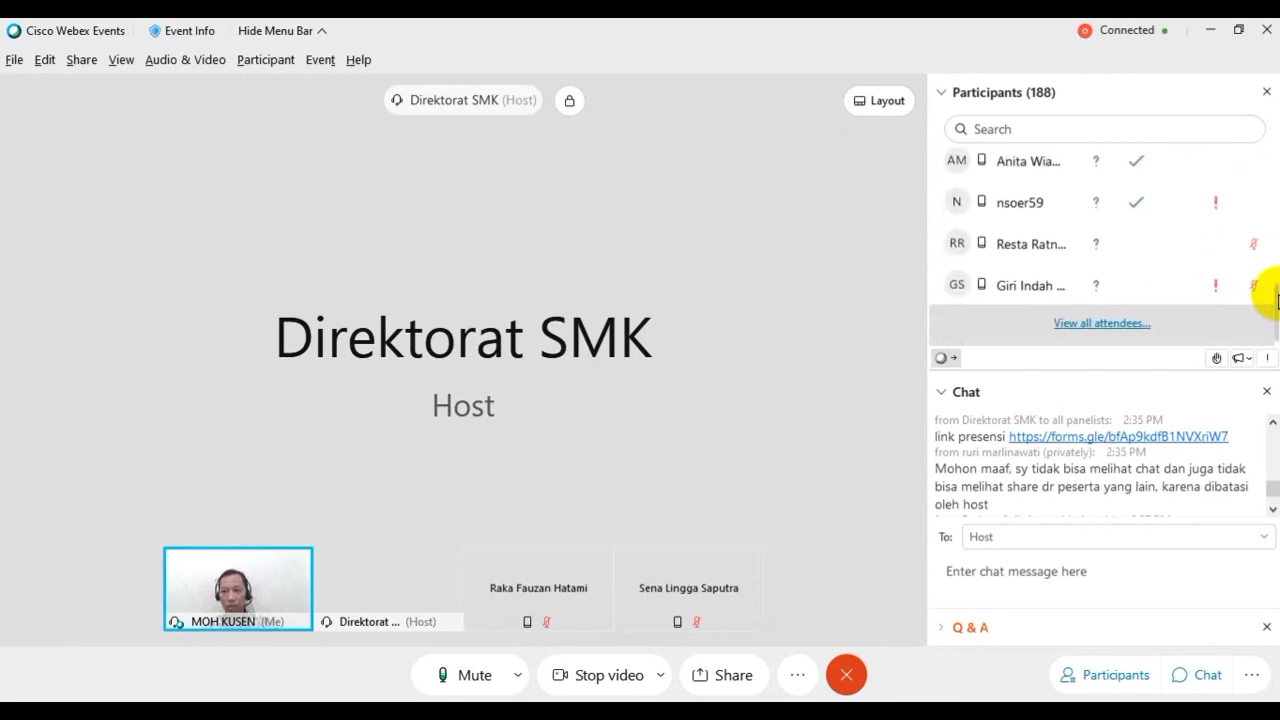 Cisco Webex Events Event Info Hide Menu Bar Connected
File Edit Share View Audio & Video Participant Event Help
Direktorat SMK (Host)
Layout
Direktorat SMK
Host
MOH KUSEN (Me)
Direktorat ... (Host)
Raka Fauzan Hatami
Sena Lingga Saputra
Mute
Stop video
Share
Participants (188)
Search
AM Anita Wia... ?
N nsoer59 ? !
RR Resta Ratn... ?
GS Giri Indah ... ? !
View all attendees...
Chat
from Direktorat SMK to all panelists: 2:35 PM
link presensi https://forms.gle/bfAp9kdfB1NVXriW7
from ruri marlinawati (privately): 2:35 PM
Mohon maaf, sy tidak bisa melihat chat dan juga tidak
bisa melihat share dr peserta yang lain, karena dibatasi
oleh host
To: Host
Enter chat message here
Q & A
Participants
Chat